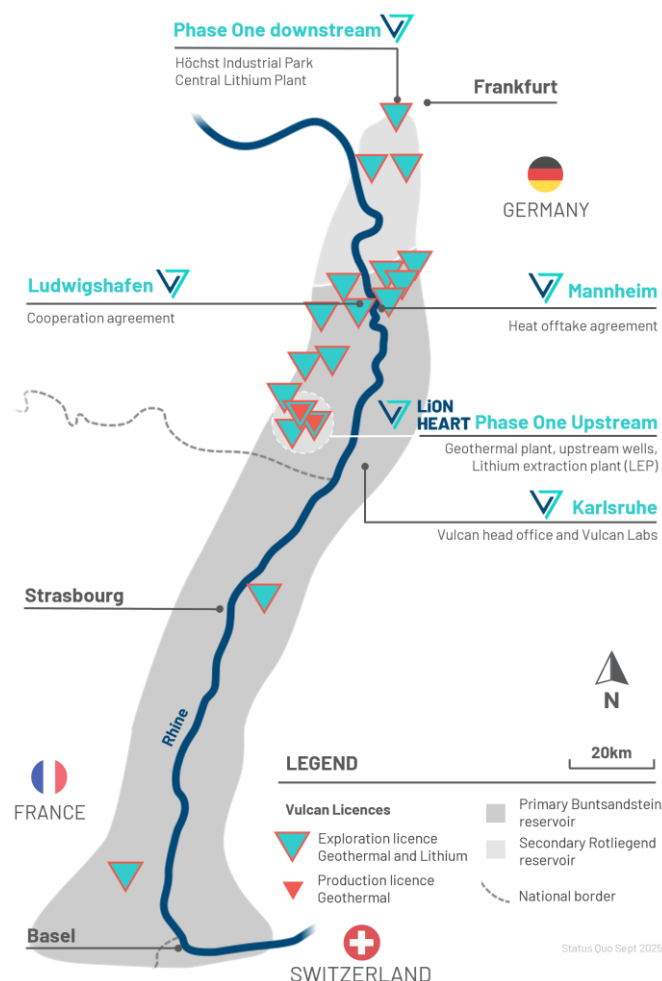 Phase One downstream
Höchst Industrial Park
Central Lithium Plant
Frankfurt
GERMANY
Ludwigshafen
Cooperation agreement
Mannheim
Heat offtake agreement
LiON
HEART
Phase One Upstream
Geothermal plant, upstream wells,
Lithium extraction plant (LEP)
Karlsruhe
Vulcan head office and Vulcan Labs
Strasbourg
N
Rhine
20km
FRANCE
LEGEND
Vulcan Licences
Exploration licence
Geothermal and Lithium
Production licence
Geothermal
Primary Buntsandstein
reservoir
Secondary Rotliegend
reservoir
National border
Basel
Status Quo Sept 2025
SWITZERLAND